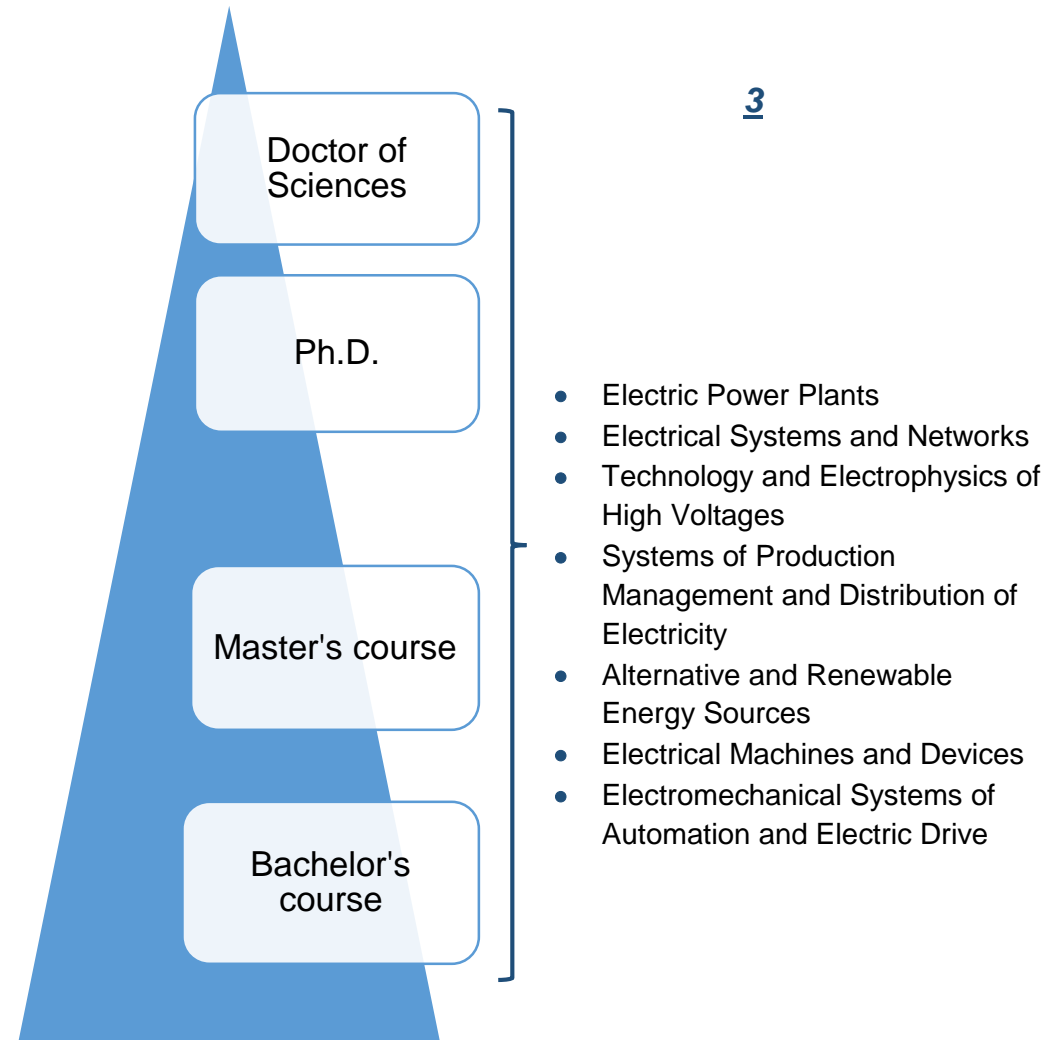 3
Doctor of
Sciences
Ph.D.
Master's course
Bachelor's
course
● Electric Power Plants
● Electrical Systems and Networks
● Technology and Electrophysics of
High Voltages
● Systems of Production
Management and Distribution of
Electricity
● Alternative and Renewable
Energy Sources
● Electrical Machines and Devices
● Electromechanical Systems of
Automation and Electric Drive